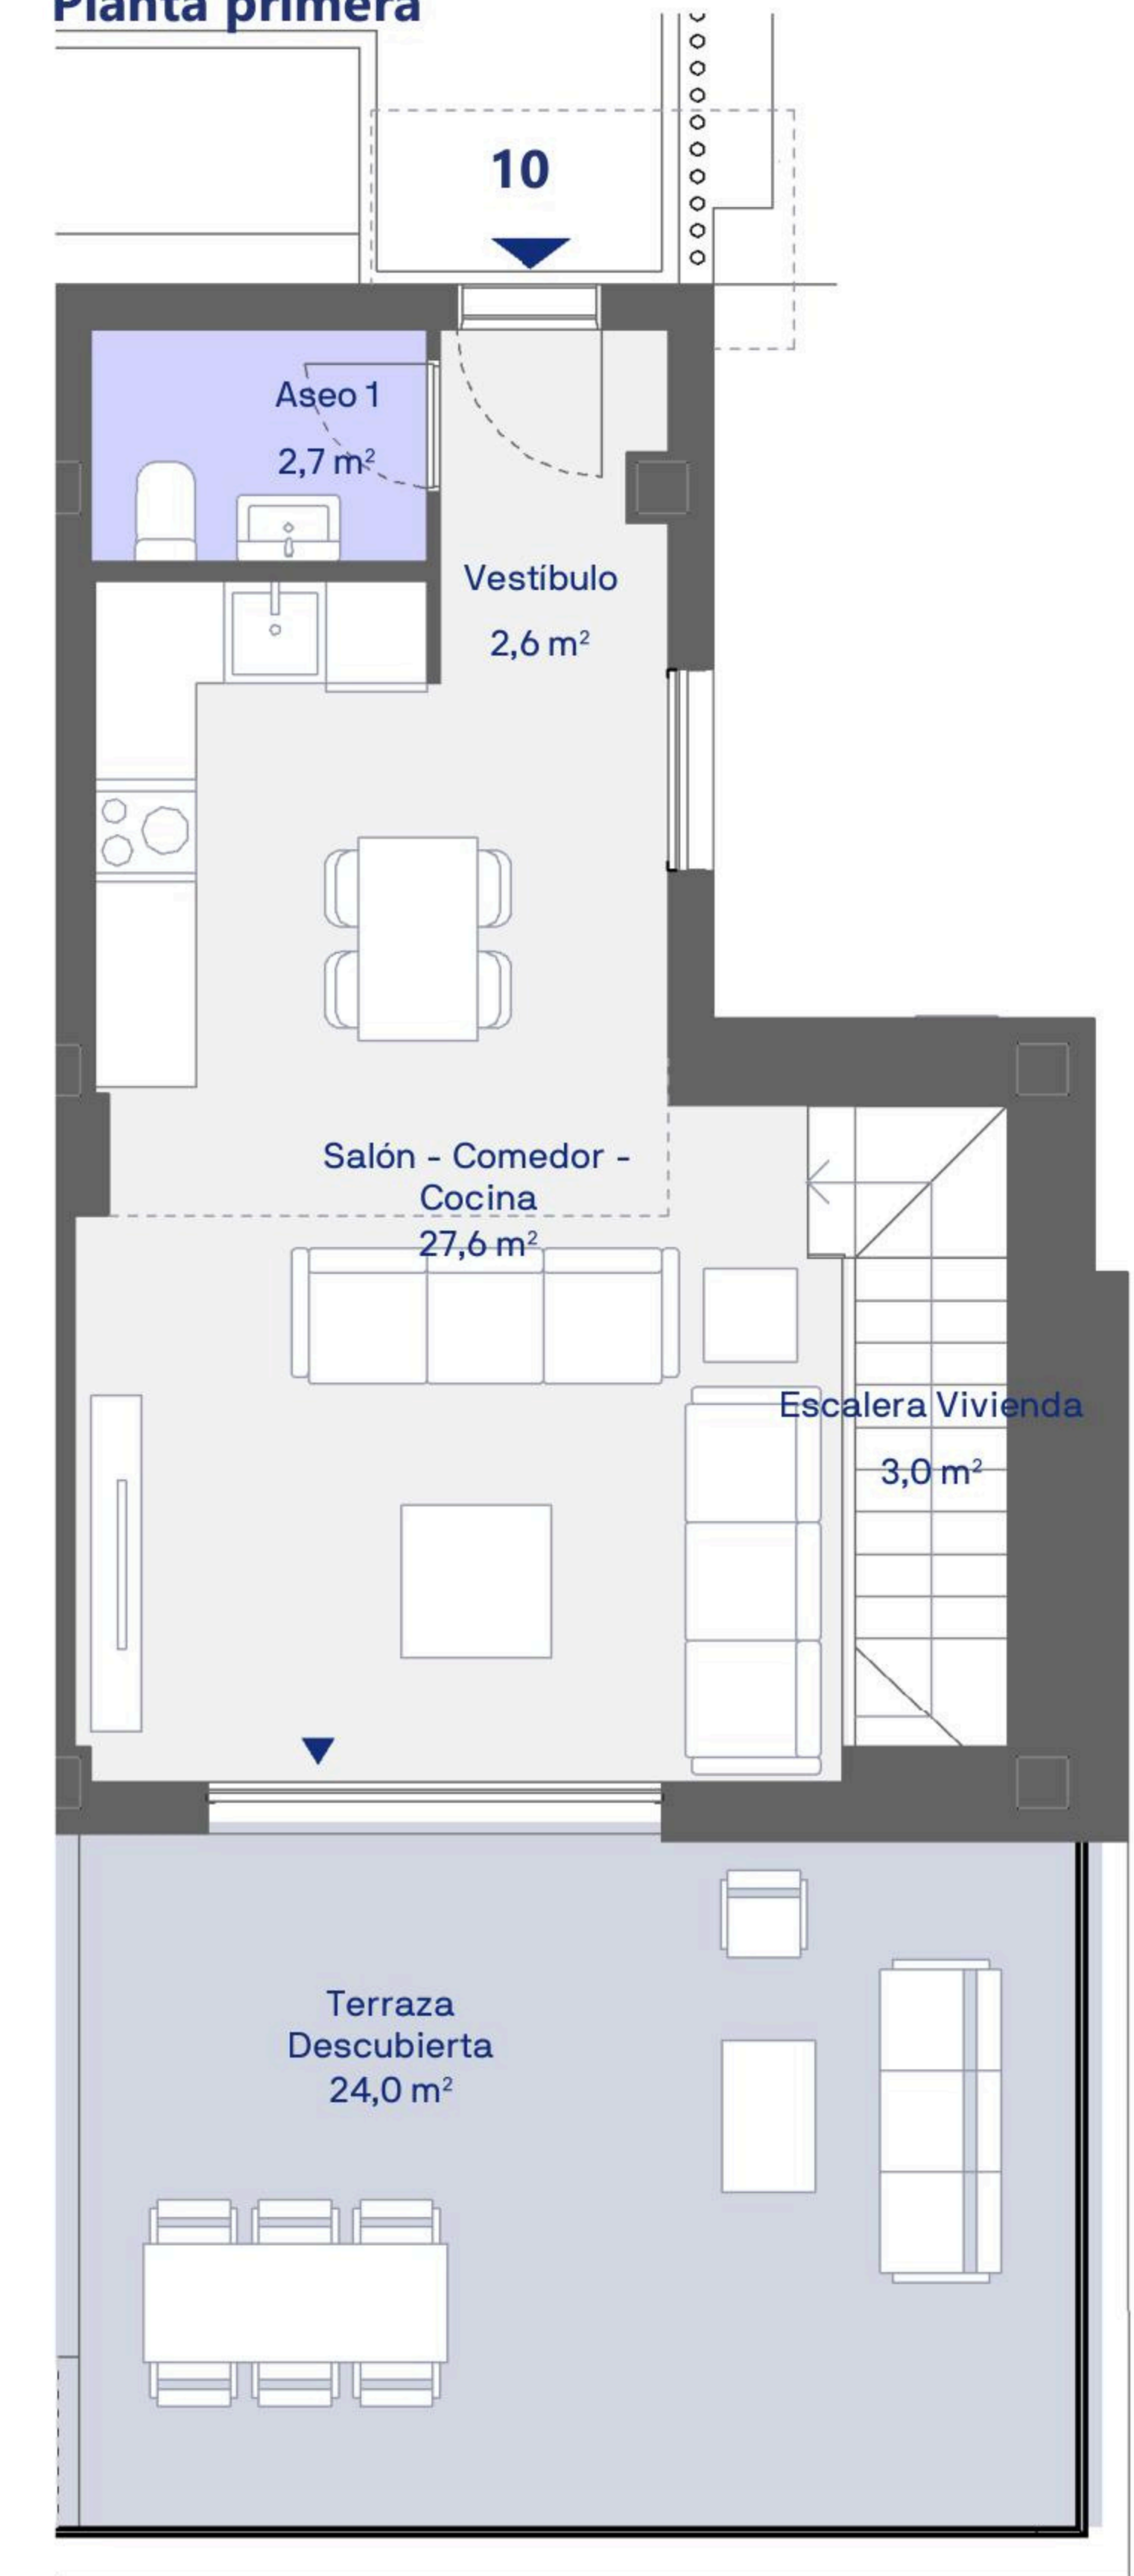 Planta primera
10
Aseo 1
2,7 m²
Vestíbulo
2,6 m²
Salón - Comedor -
Cocina
27,6 m²
Escalera Vivienda
3,0 m²
Terraza
Descubierta
24,0 m²